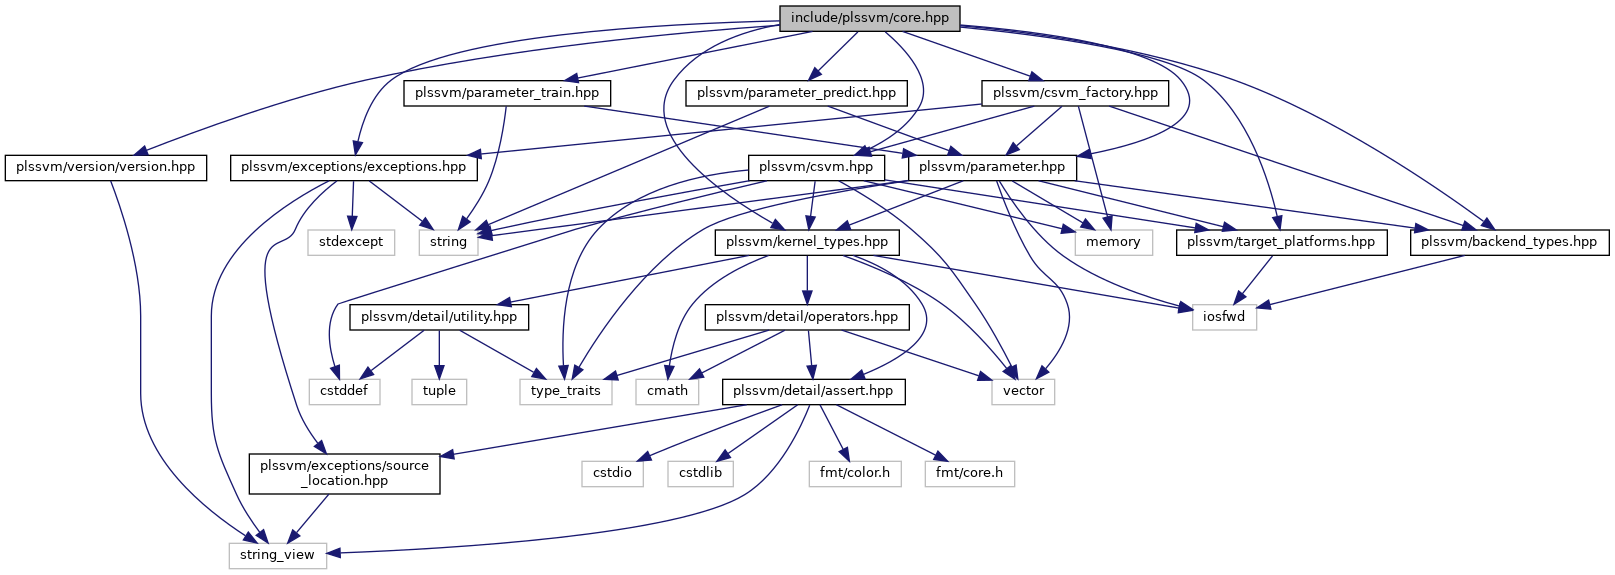 include/plssvm/core.hpp
plssvm/parameter_train.hpp
plssvm/parameter_predict.hpp
plssvm/csvm_factory.hpp
plssvm/version/version.hpp
plssvm/exceptions/exceptions.hpp
plssvm/csvm.hpp
plssvm/parameter.hpp
stdexcept
string
plssvm/kernel_types.hpp
memory
plssvm/target_platforms.hpp
plssvm/backend_types.hpp
plssvm/detail/utility.hpp
plssvm/detail/operators.hpp
iosfwd
cstddef
tuple
type_traits
cmath
plssvm/detail/assert.hpp
vector
plssvm/exceptions/source
_location.hpp
cstdio
cstdlib
fmt/color.h
fmt/core.h
string_view